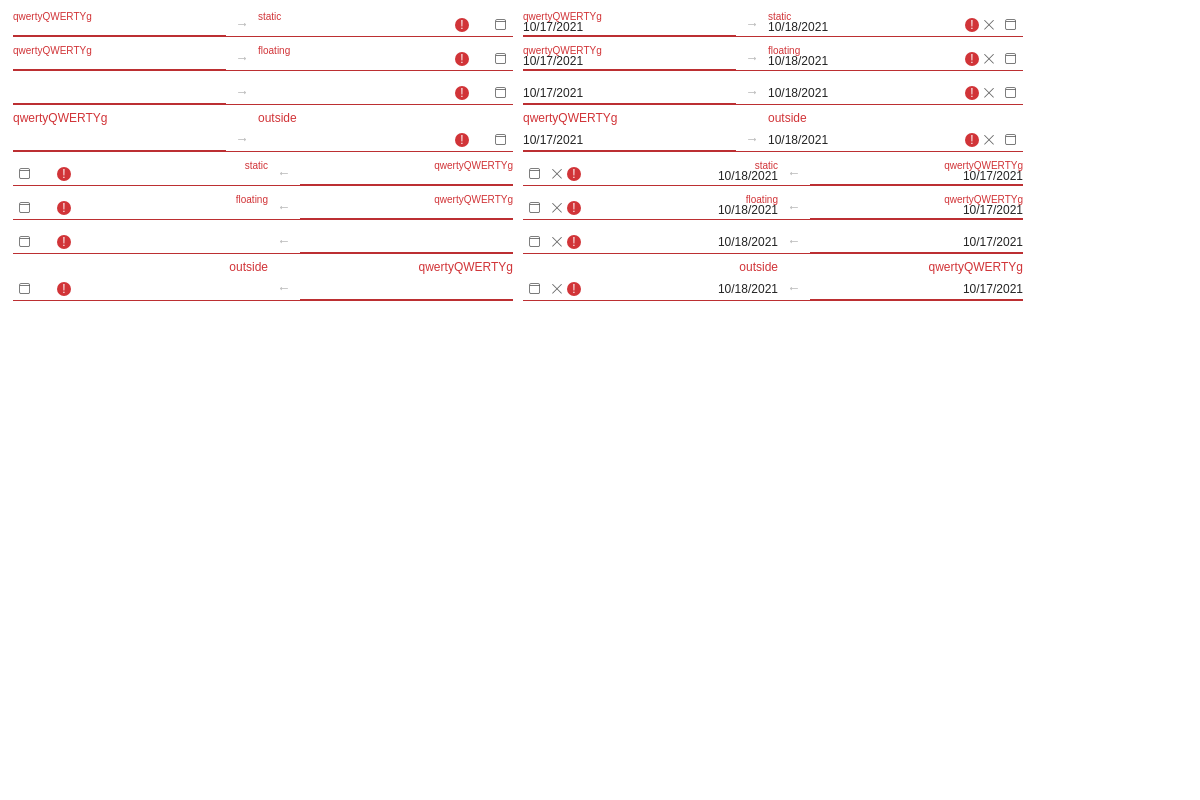 qwertyQWERTYg → static ! qwertyQWERTYg static
10/17/2021 → 10/18/2021 !
qwertyQWERTYg → floating ! qwertyQWERTYg floating
10/17/2021 → 10/18/2021 !
→ ! 10/17/2021 → 10/18/2021 !
qwertyQWERTYg outside qwertyQWERTYg outside
→ ! 10/17/2021 → 10/18/2021 !
! static ← qwertyQWERTYg static qwertyQWERTYg
! 10/18/2021 ← 10/17/2021
! floating ← qwertyQWERTYg floating qwertyQWERTYg
! 10/18/2021 ← 10/17/2021
! ← ! 10/18/2021 ← 10/17/2021
outside qwertyQWERTYg outside qwertyQWERTYg
! ← ! 10/18/2021 ← 10/17/2021